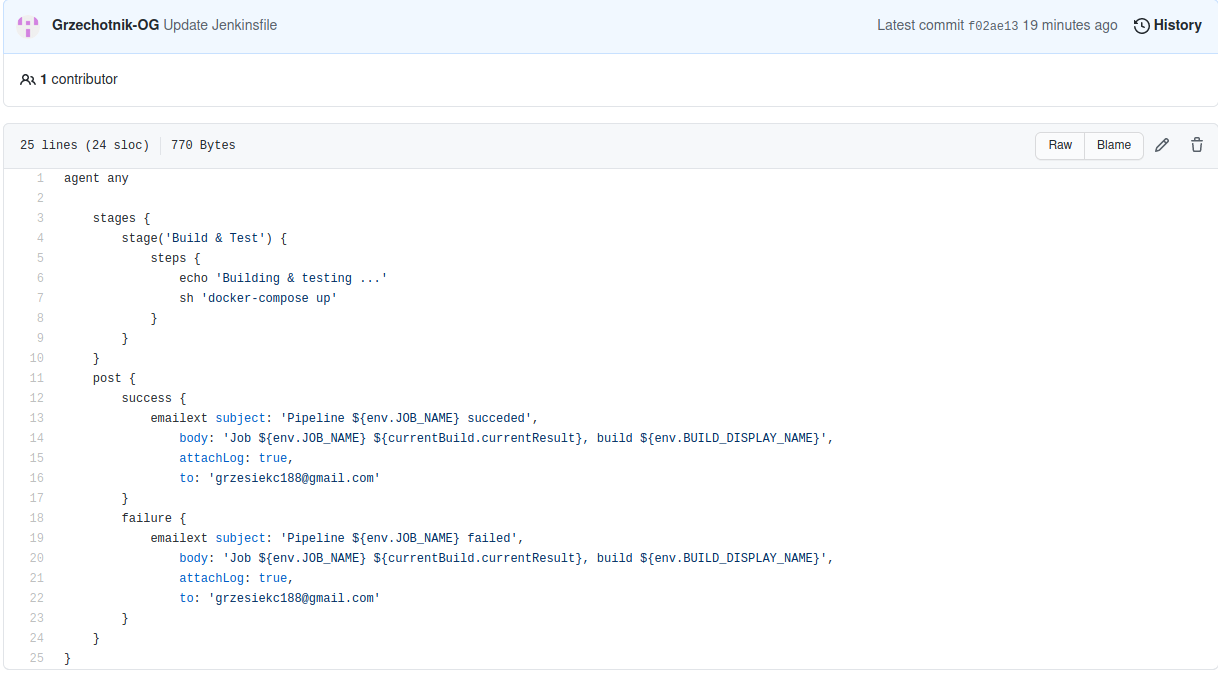 Grzechotnik-OG Update Jenkinsfile
Latest commit f02ae13 19 minutes ago
History
1 contributor
25 lines (24 sloc)
770 Bytes
Raw
Blame
1 agent any
2
3 stages {
4 stage('Build & Test') {
5 steps {
6 echo 'Building & testing ...'
7 sh 'docker-compose up'
8 }
9 }
10 }
11 post {
12 success {
13 emailext subject: 'Pipeline ${env.JOB_NAME} succeded',
14 body: 'Job ${env.JOB_NAME} ${currentBuild.currentResult}, build ${env.BUILD_DISPLAY_NAME}',
15 attachLog: true,
16 to: 'grzesiekc188@gmail.com'
17 }
18 failure {
19 emailext subject: 'Pipeline ${env.JOB_NAME} failed',
20 body: 'Job ${env.JOB_NAME} ${currentBuild.currentResult}, build ${env.BUILD_DISPLAY_NAME}',
21 attachLog: true,
22 to: 'grzesiekc188@gmail.com'
23 }
24 }
25 }